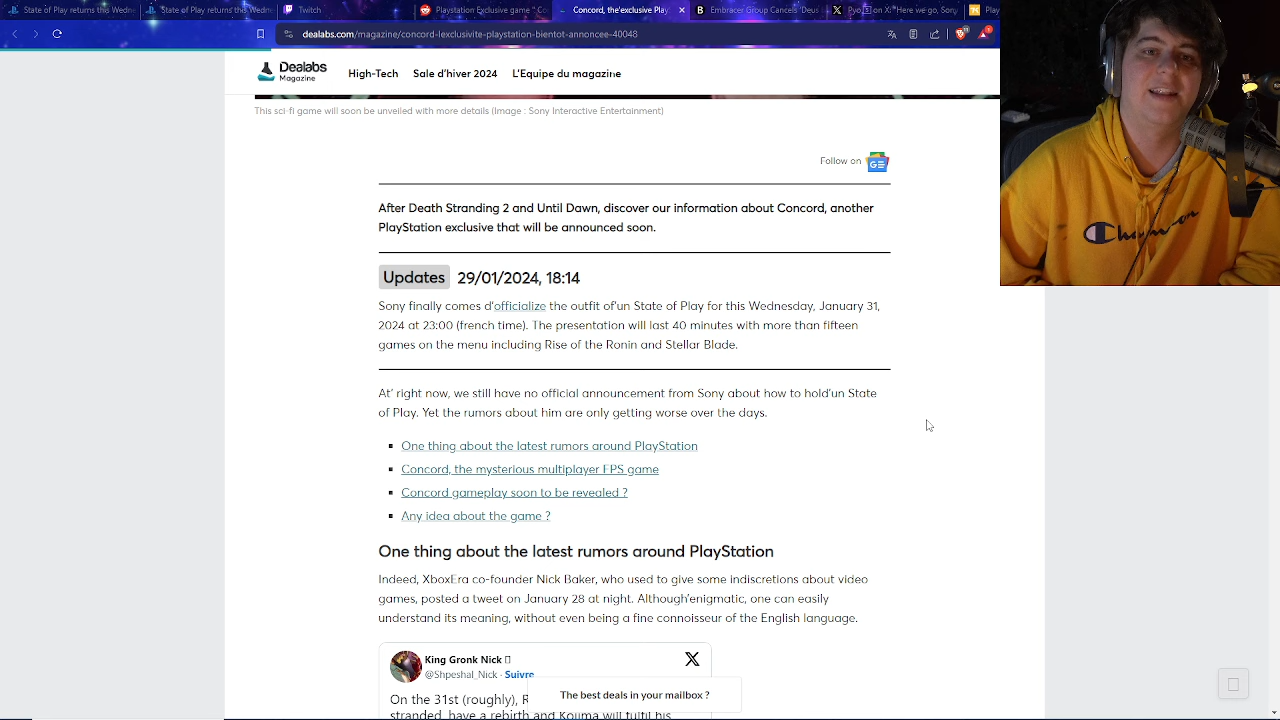 State of Play returns this Wedne
State of Play returns this Wedn
Twitch
Playstation Exclusive game " Co
Concord, the'exclusive Play
Embracer Group Cancels 'Deus
on X: "Here we go, Sony
Play
dealabs.com/magazine/concord-lexclusivite-playstation-bientot-annoncee-40048
Dealabs
Magazine
High-Tech
Sale d'hiver 2024
L'Equipe du magazine
This sci-fi game will soon be unveiled with more details (Image : Sony Interactive Entertainment)
Follow on
GE
After Death Stranding 2 and Until Dawn, discover our information about Concord, another
PlayStation exclusive that will be announced soon.
Updates 29/01/2024, 18:14
Sony finally comes d'officialize the outfit of'un State of Play for this Wednesday, January 31,
2024 at 23:00 (french time). The presentation will last 40 minutes with more than fifteen
games on the menu including Rise of the Ronin and Stellar Blade.
At' right now, we still have no official announcement from Sony about how to hold'un State
of Play. Yet the rumors about him are only getting worse over the days.
One thing about the latest rumors around PlayStation
Concord, the mysterious multiplayer FPS game
Concord gameplay soon to be revealed ?
Any idea about the game ?
One thing about the latest rumors around PlayStation
Indeed, XboxEra co-founder Nick Baker, who used to give some indiscretions about video
games, posted a tweet on January 28 at night. Although'enigmatic, one can easily
understand its meaning, without even being a fine connoisseur of the English language.
King Gronk Nick
@Shpeshal_Nick · Suivre
On the 31st (roughly), R
stranded, have a rebirth and Kojima will fulfil his
The best deals in your mailbox ?
Champion